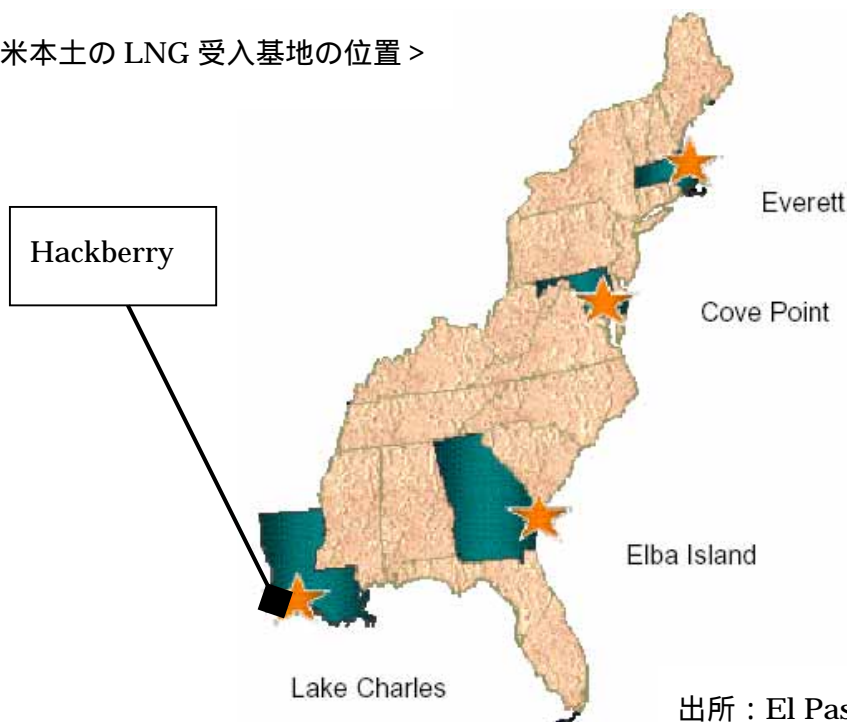 米本土の LNG 受入基地の位置 >
Everett
Hackberry
Cove Point
Elba Island
Lake Charles
出所：El Pas